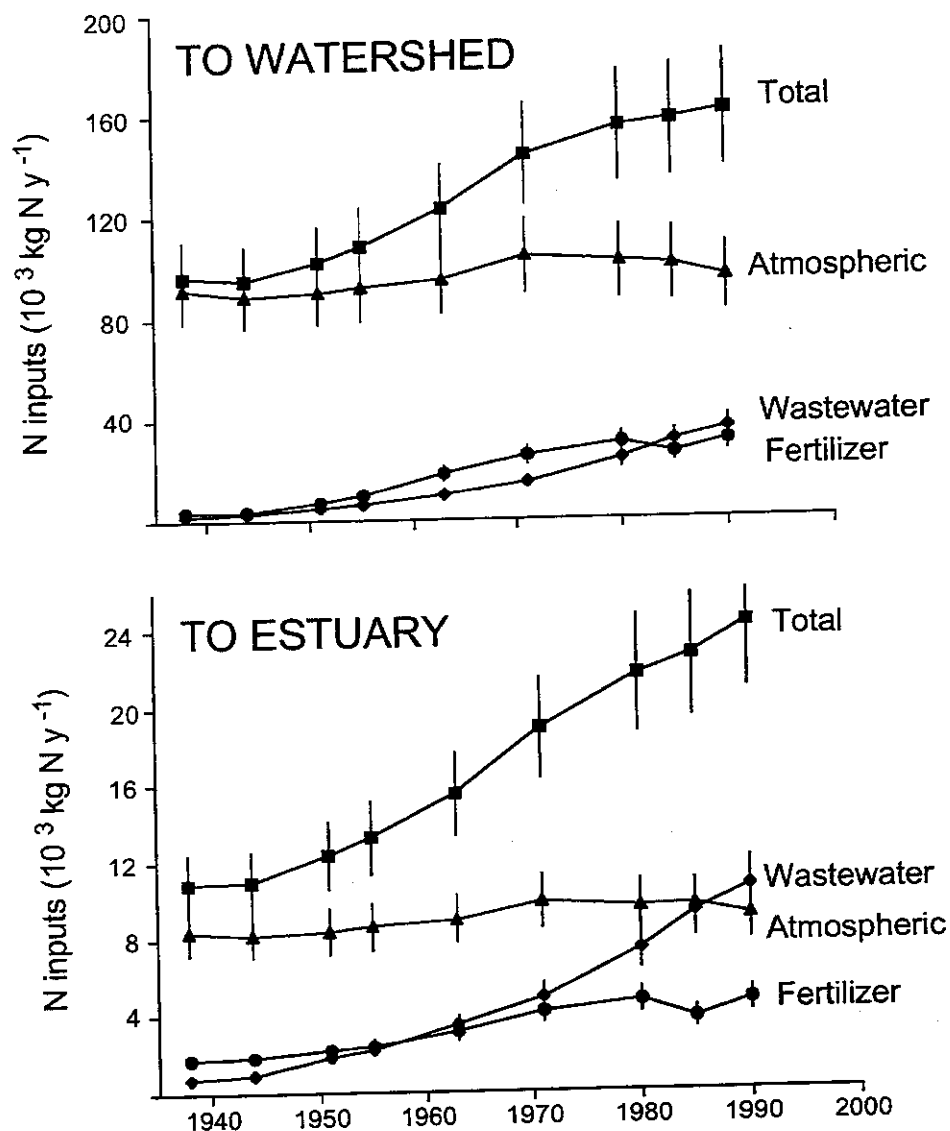 200
TO WATERSHED
Total
160
120
Atmospheric
80
N inputs (10 3 kg N y -1)
Wastewater
40
Fertilizer
24
TO ESTUARY
Total
20
16
N inputs (10 3 kg N y -1)
12
Wastewater
Atmospheric
8
Fertilizer
4
1940 1950 1960 1970 1980 1990 2000